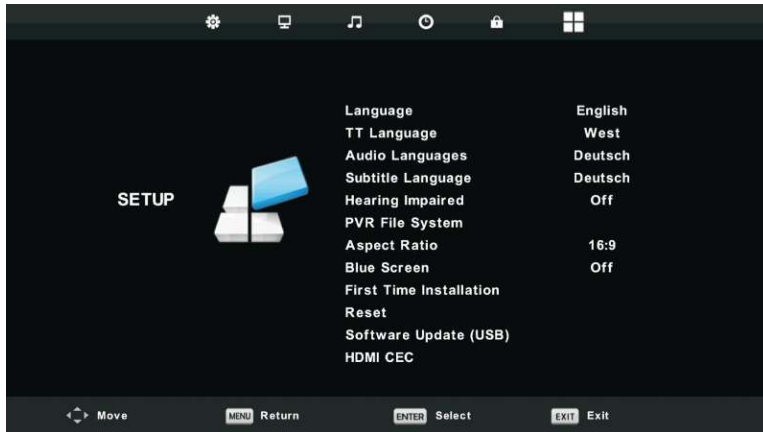 SETUP
Language English
TT Language West
Audio Languages Deutsch
Subtitle Language Deutsch
Hearing Impaired Off
PVR File System
Aspect Ratio 16:9
Blue Screen Off
First Time Installation
Reset
Software Update (USB)
HDMI CEC
Move MENU Return ENTER Select EXIT Exit